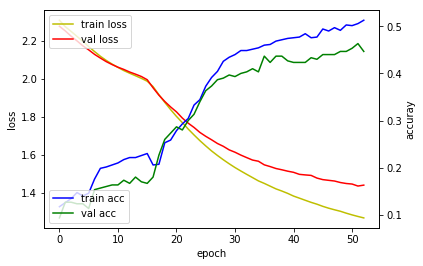 train loss
val loss
train acc
val acc
2.2
2.0
1.8
1.6
1.4
loss
0.5
0.4
0.3
0.2
0.1
accuray
0
10
20
30
40
50
epoch